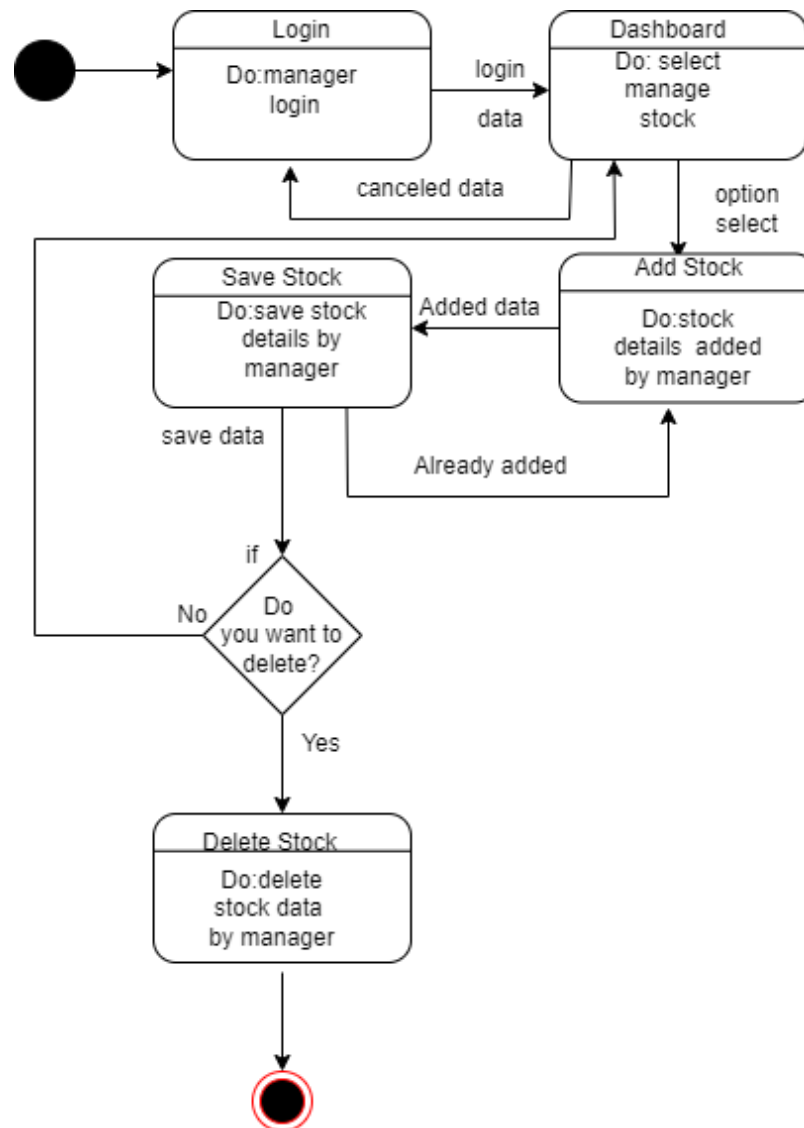 Login
Do:manager
login
login
data
Dashboard
Do: select
manage
stock
canceled data
option
select
Save Stock
Do:save stock
details by
manager
Added data
Add Stock
Do:stock
details  added
by manager
save data
Already added
if
No
Do
you want to
delete?
Yes
Delete Stock
Do:delete
stock data
by manager